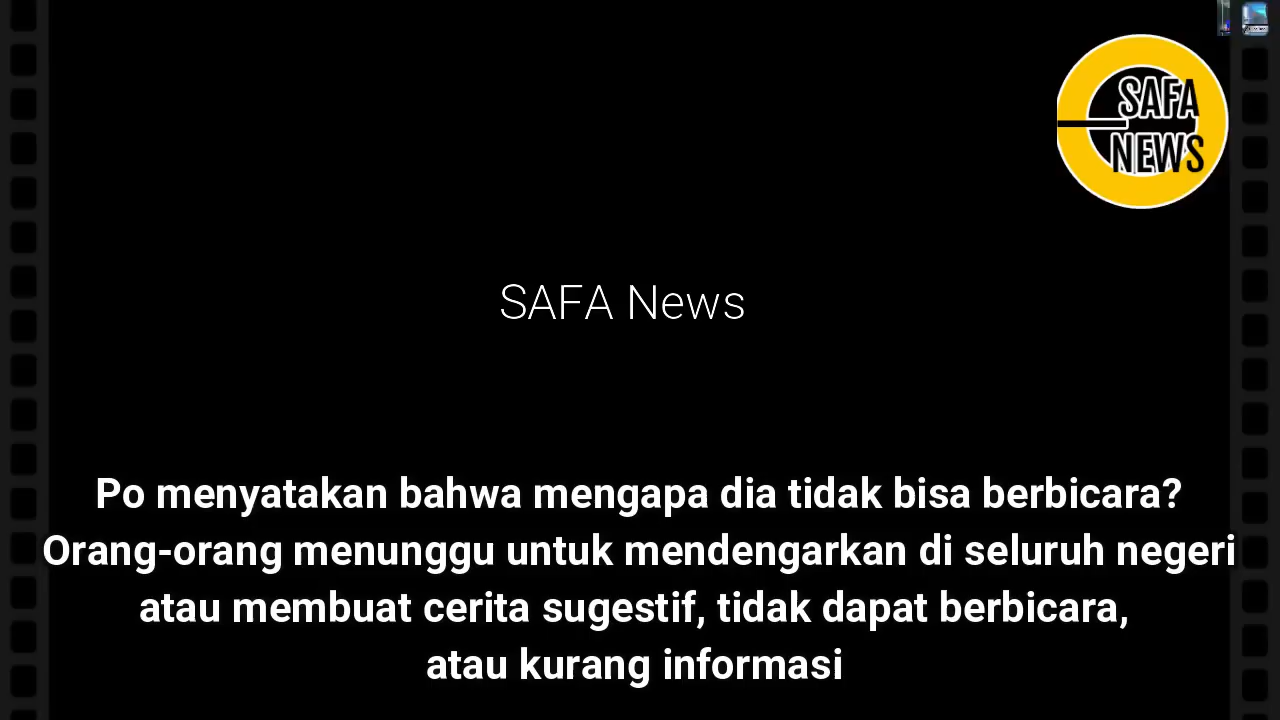 SAFA
NEWS
SAFA News
Po menyatakan bahwa mengapa dia tidak bisa berbicara?
Orang-orang menunggu untuk mendengarkan di seluruh negeri
atau membuat cerita sugestif, tidak dapat berbicara,
atau kurang informasi